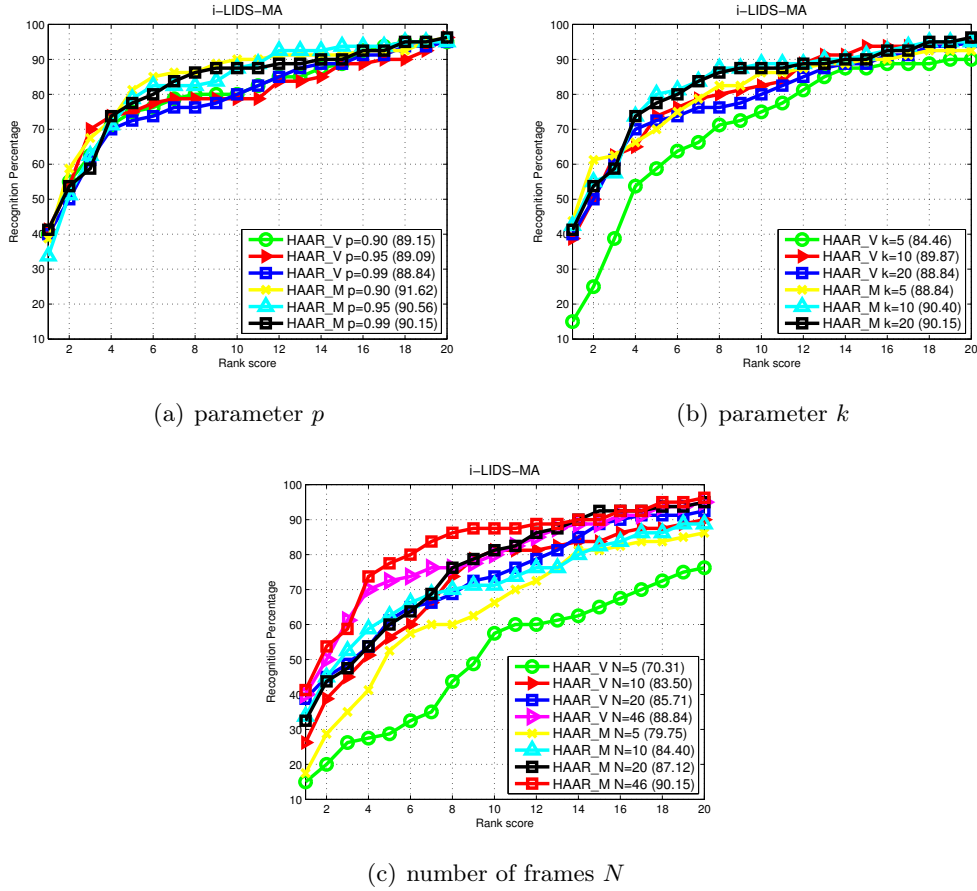 i−LIDS−MA
100
90
80
70
60
50
40
30
20
10
Recognition Percentage
HAAR_V p=0.90 (89.15)
HAAR_V p=0.95 (89.09)
HAAR_V p=0.99 (88.84)
HAAR_M p=0.90 (91.62)
HAAR_M p=0.95 (90.56)
HAAR_M p=0.99 (90.15)
2 4 6 8 10 12 14 16 18 20
Rank score
(a) parameter p
i−LIDS−MA
100
90
80
70
60
50
40
30
20
10
Recognition Percentage
HAAR_V k=5 (84.46)
HAAR_V k=10 (89.87)
HAAR_V k=20 (88.84)
HAAR_M k=5 (88.84)
HAAR_M k=10 (90.40)
HAAR_M k=20 (90.15)
2 4 6 8 10 12 14 16 18 20
Rank score
(b) parameter k
i−LIDS−MA
100
90
80
70
60
50
40
30
20
10
Recognition Percentage
HAAR_V N=5 (70.31)
HAAR_V N=10 (83.50)
HAAR_V N=20 (85.71)
HAAR_V N=46 (88.84)
HAAR_M N=5 (79.75)
HAAR_M N=10 (84.40)
HAAR_M N=20 (87.12)
HAAR_M N=46 (90.15)
2 4 6 8 10 12 14 16 18 20
Rank score
(c) number of frames N